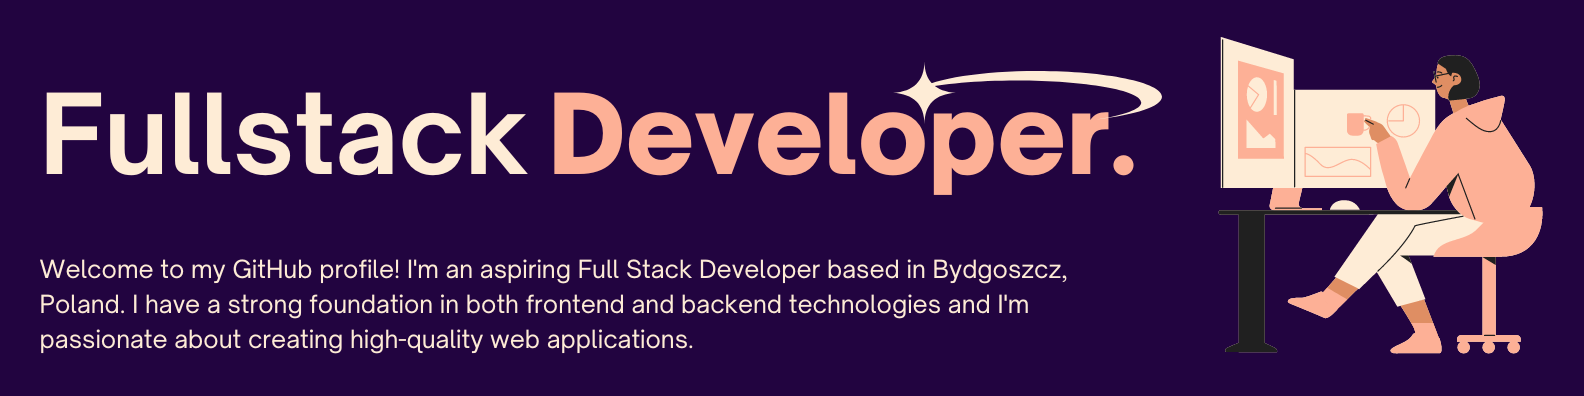 Fullstack Developer.
Welcome to my GitHub profile! I'm an aspiring Full Stack Developer based in Bydgoszcz,
Poland. I have a strong foundation in both frontend and backend technologies and I'm
passionate about creating high-quality web applications.